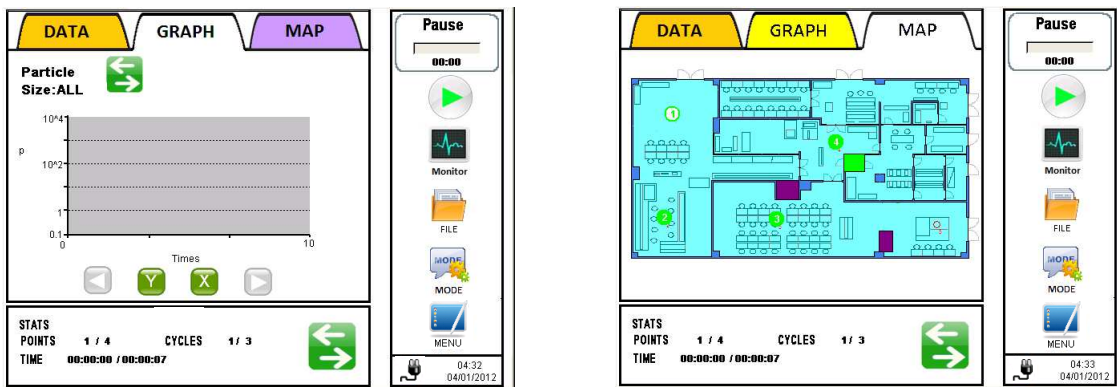 DATA GRAPH MAP
Particle
Size:ALL
10^4
p
10^2
1
0.1
0 10
Times
Y X
STATS
POINTS 1 / 4 CYCLES 1/ 3
TIME 00:00:00 / 00:00:07
Pause
00:00
Monitor
FILE
MODE
MODE
MENU
04:32
04/01/2012
DATA GRAPH MAP
1
4
2
3
STATS
POINTS 1 / 4 CYCLES 1/ 3
TIME 00:00:00 / 00:00:07
Pause
00:00
Monitor
FILE
MODE
MODE
MENU
04:33
04/01/2012